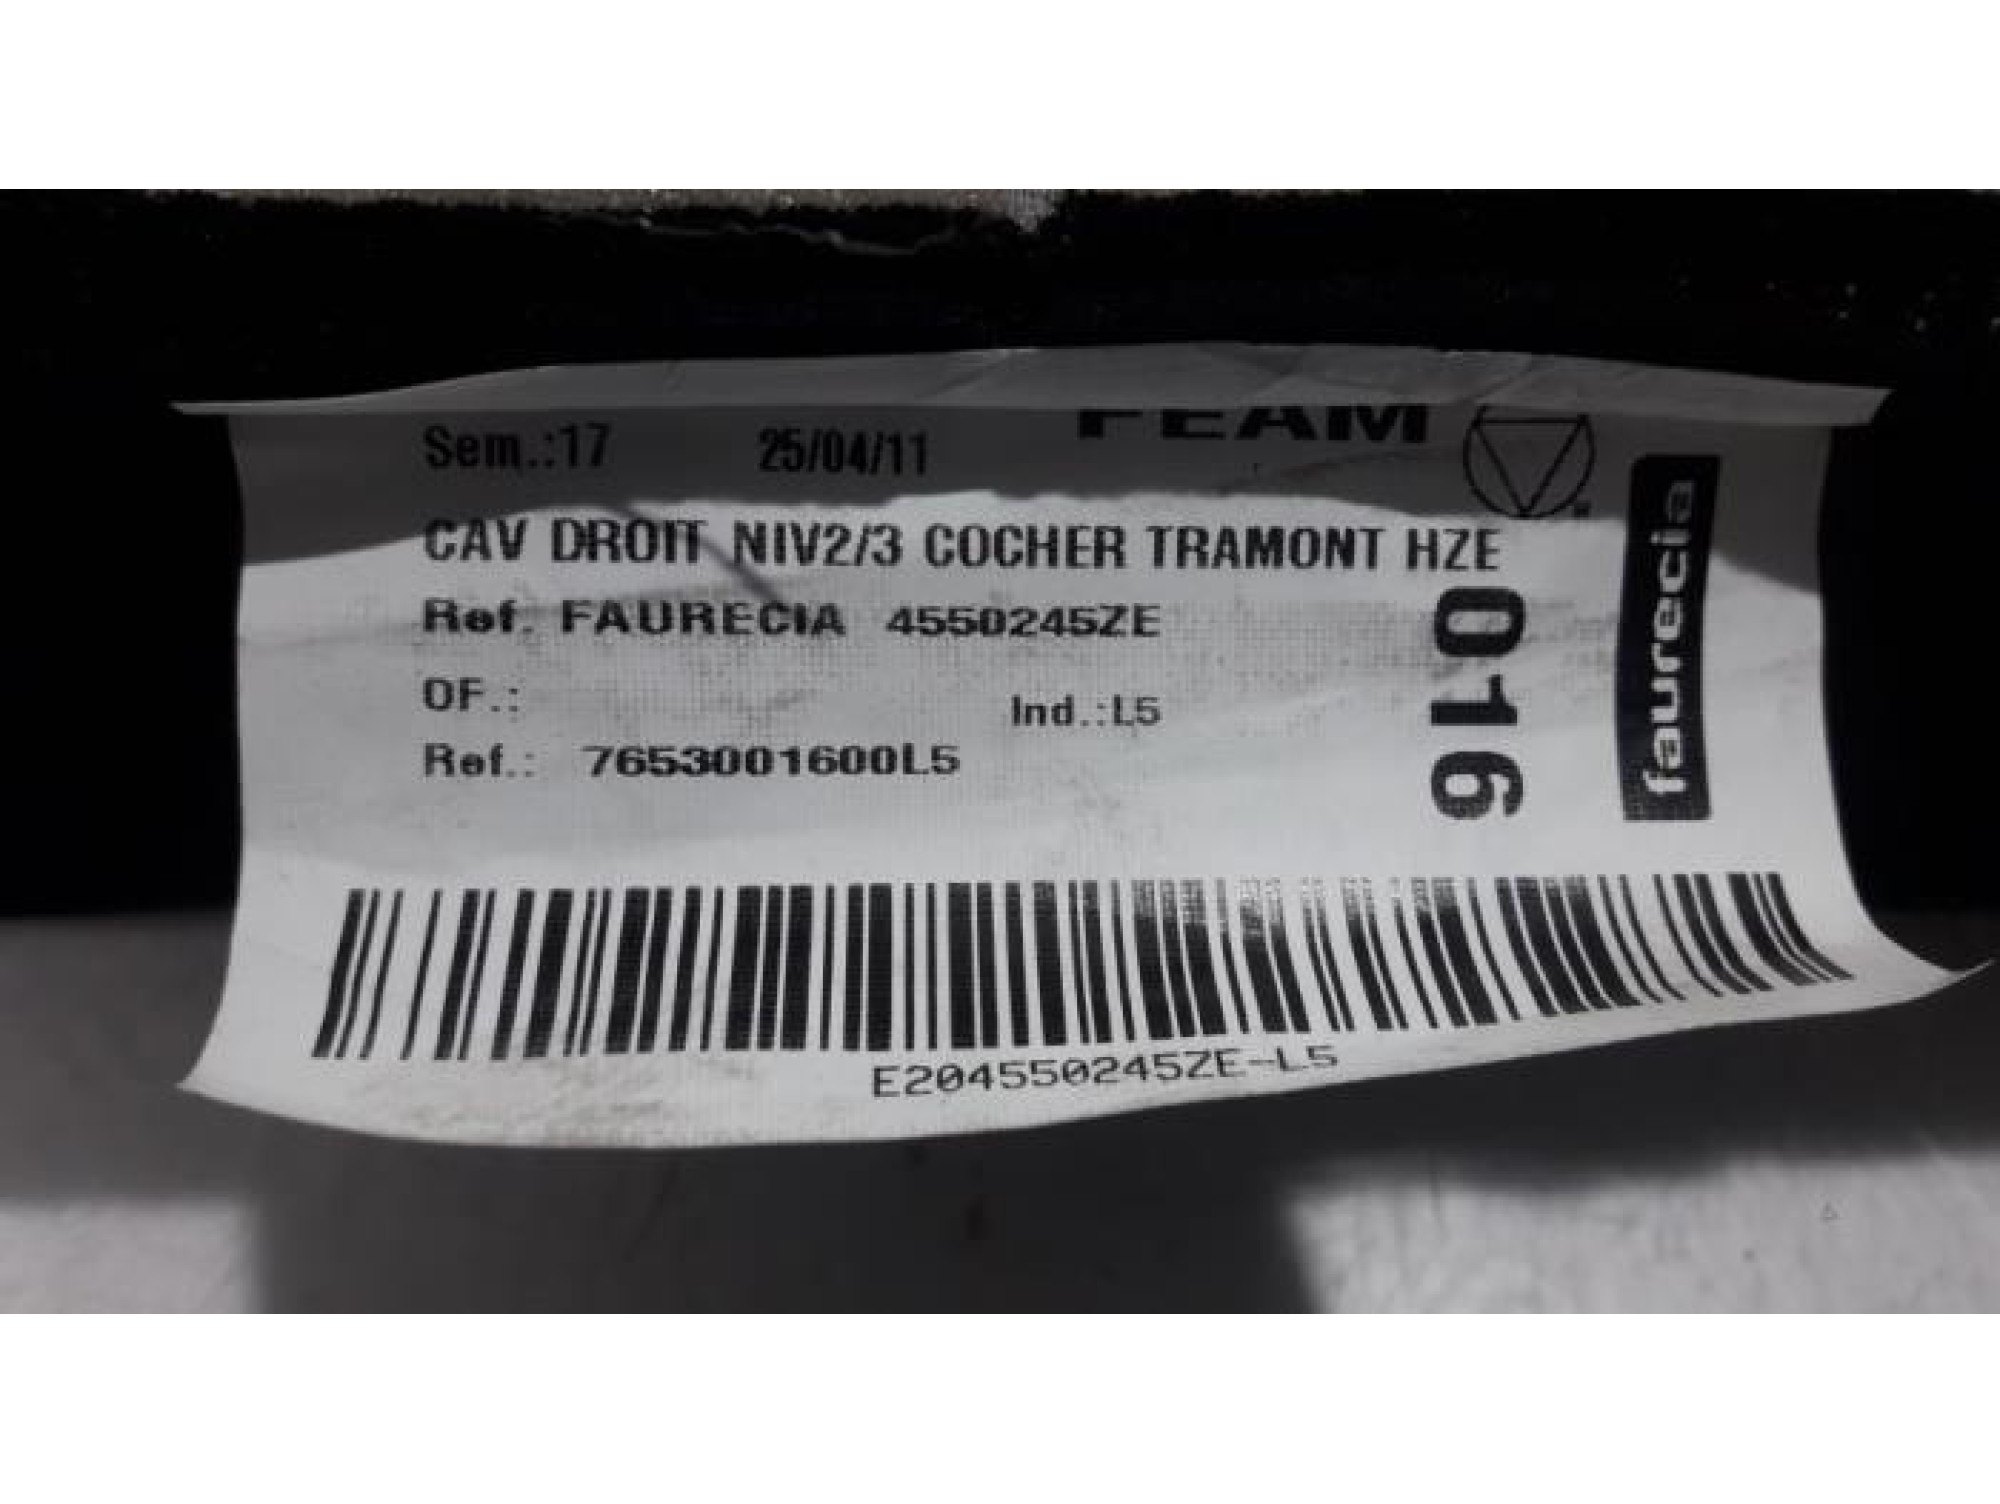 Sem.:17 25/04/11 FEAM
CAV DROIT NIV2/3 COCHER TRAMONT HZE
Ref. FAURECIA 4550245ZE
OF.: Ind.:L5
Ref.: 7653001600L5
016
faurecia
E204550245ZE-L5